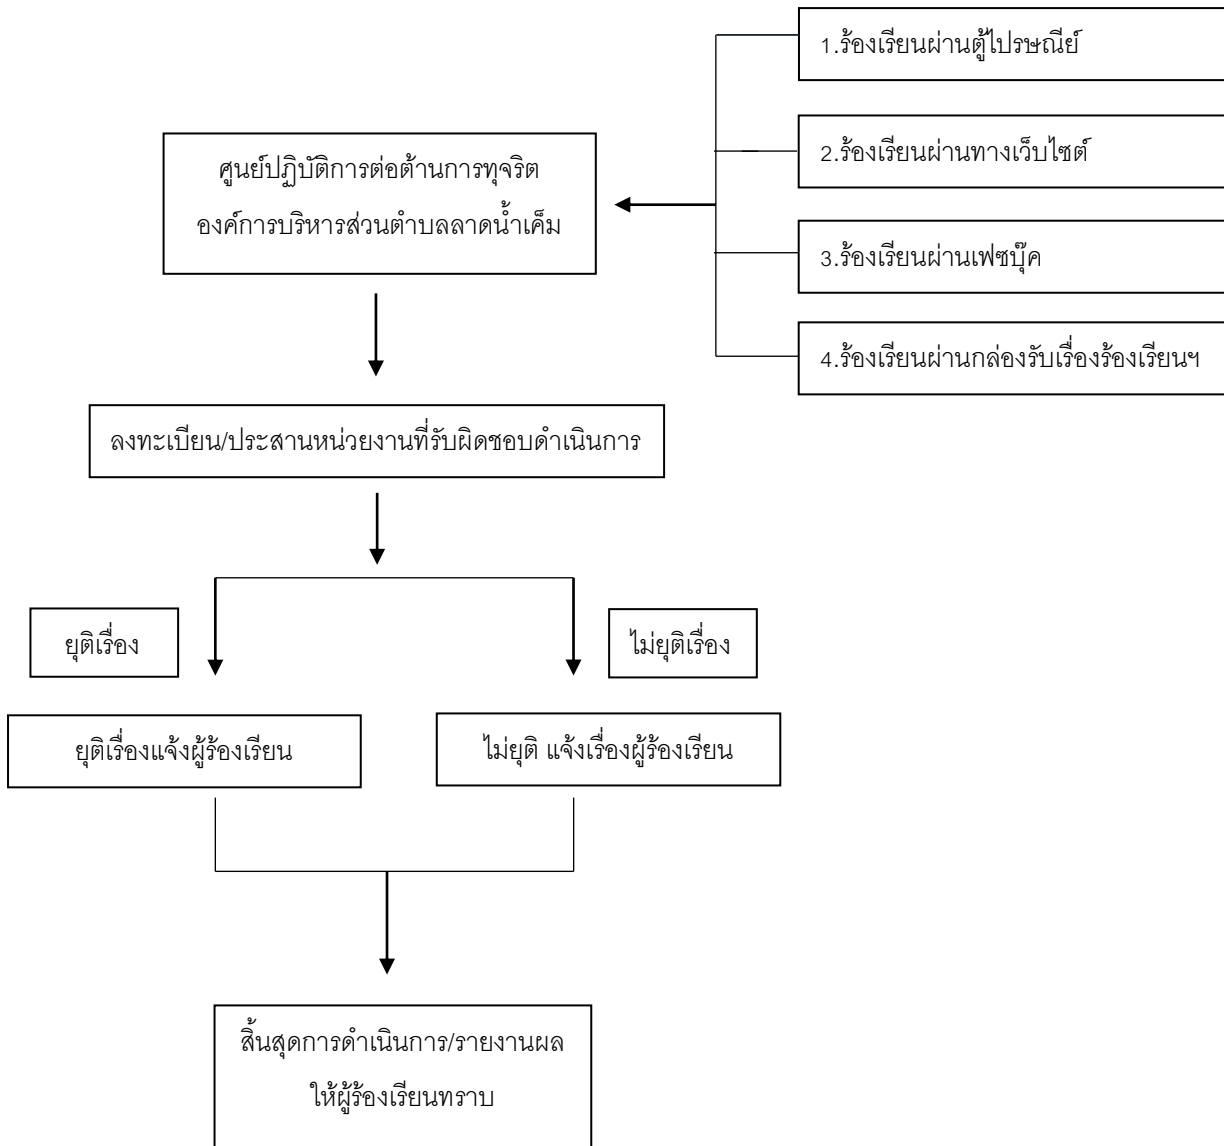 1.ร้องเรียนผ่านตู้ไปรษณีย์
2.ร้องเรียนผ่านทางเว็บไซต์
3.ร้องเรียนผ่านเฟซบุ๊ค
4.ร้องเรียนผ่านกล่องรับเรื่องร้องเรียนฯ
ศูนย์ปฏิบัติการต่อต้านการทุจริต
องค์การบริหารส่วนตำบลลาดน้ำเค็ม
ลงทะเบียน/ประสานหน่วยงานที่รับผิดชอบดำเนินการ
ยุติเรื่อง
ไม่ยุติเรื่อง
ยุติเรื่องแจ้งผู้ร้องเรียน
ไม่ยุติ แจ้งเรื่องผู้ร้องเรียน
สิ้นสุดการดำเนินการ/รายงานผล
ให้ผู้ร้องเรียนทราบ